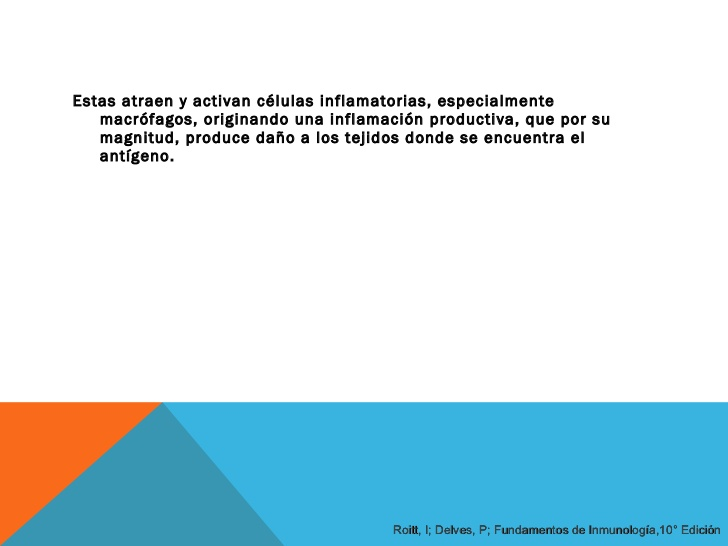 Estas atraen y activan células inflamatorias, especialmente
macrófagos, originando una inflamación productiva, que por su
magnitud, produce daño a los tejidos donde se encuentra el
antígeno.
Roitt, I; Delves, P; Fundamentos de Inmunología,10° Edición